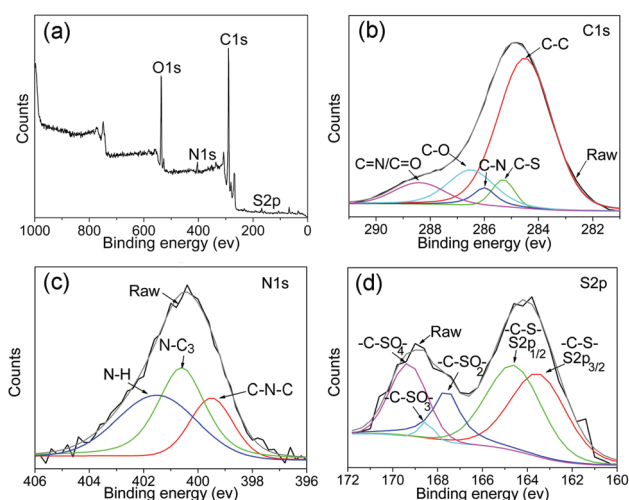 (a)
C1s
O1s
N1s
S2p
Counts
1000 800 600 400 200 0
Binding energy (ev)
(b)
C1s
C-C
C-O
C=N/C=O
C-N
C-S
Raw
Counts
290 288 286 284 282
Binding energy (ev)
(c)
N1s
Raw
N-C3
N-H
C-N-C
Counts
406 404 402 400 398 396
Binding energy (ev)
(d)
S2p
-C-SO4-
Raw
-C-SO2-
-C-SO3-
-C-S-
S2p1/2
-C-S-
S2p3/2
Counts
172 170 168 166 164 162 160
Binding energy (ev)